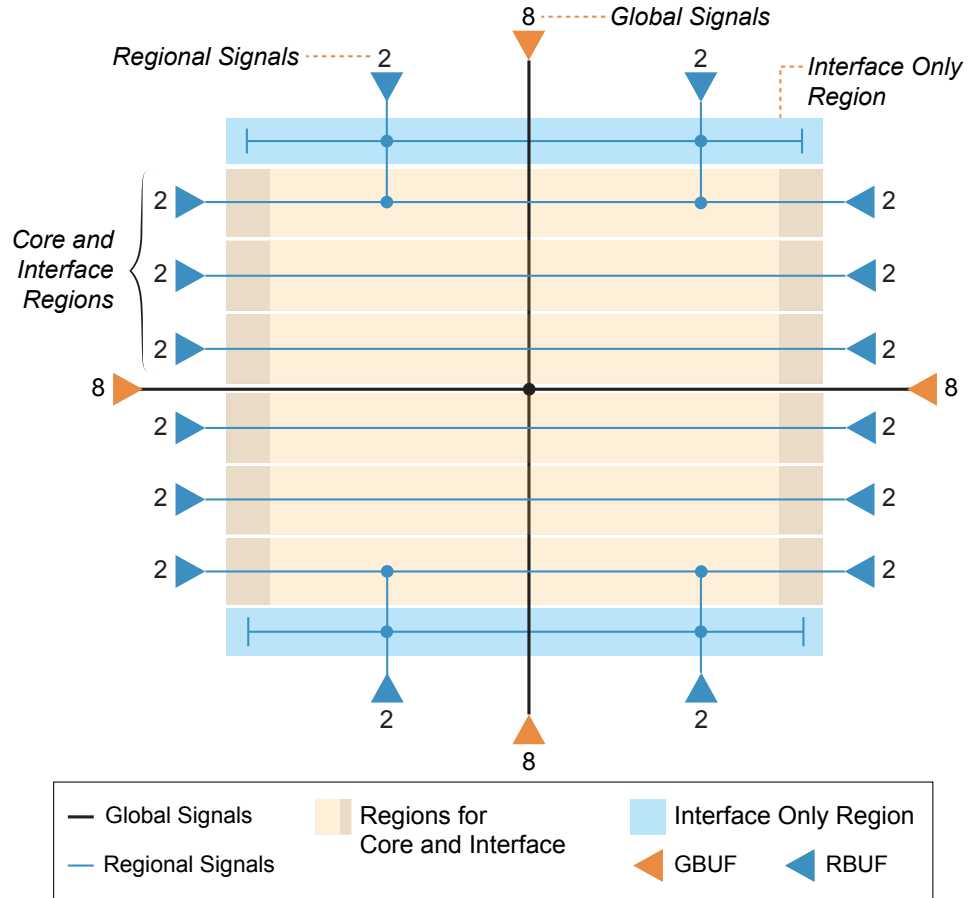 8 Global Signals
Regional Signals 2 2
Interface Only
Region
2 2
Core and
Interface
Regions
2 2
2 2
8 8
2 2
2 2
2 2
2 2
8
Global Signals Regions for Interface Only Region
Core and Interface
Regional Signals GBUF RBUF